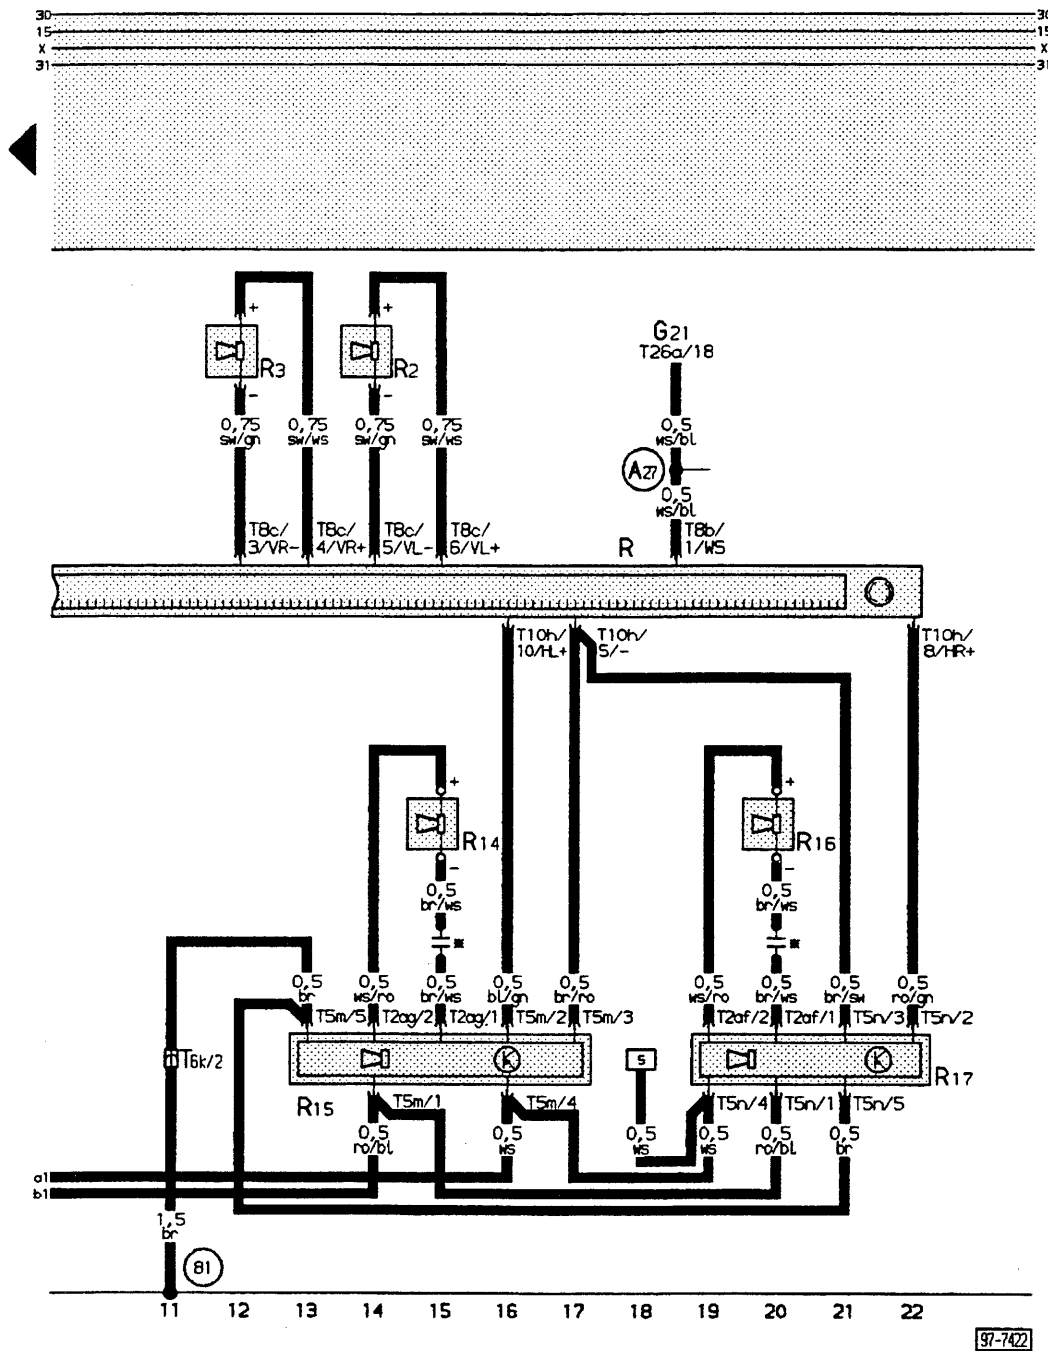 30 30
15 15
X X
31 31
G21
T26a/18
+ +
R3 R2
- -
0,75 0,75 0,75 0,75 0,5
sw/gn sw/ws sw/gn sw/ws ws/bl
A27
0,5
ws/bl
T8c/ T8c/ T8c/ T8c/ R T8b/
3/VR- 4/VR+ 5/VL- 6/VL+ 1/WS
T10h/ T10h/ T10h/
10/HL+ 5/- 8/HR+
+ +
R14 R16
- -
0,5 0,5
br/ws br/ws
* *
0,5 0,5 0,5 0,5 0,5 0,5 0,5 0,5 0,5
br ws/ro br/ws bl/gn br/ro ws/ro br/ws br/sw ro/gn
T5m/5 T2ag/2 T2ag/1 T5m/2 T5m/3 T2af/2 T2af/1 T5n/3 T5n/2
T6k/2 K s K
R17
R15 T5m/1 T5m/4 T5n/4 T5n/1 T5n/5
0,5 0,5 0,5 0,5 0,5 0,5
ro/bl ws ws ws ro/bl br
a1
b1
1,5
br
81
11 12 13 14 15 16 17 18 19 20 21 22
97-7422